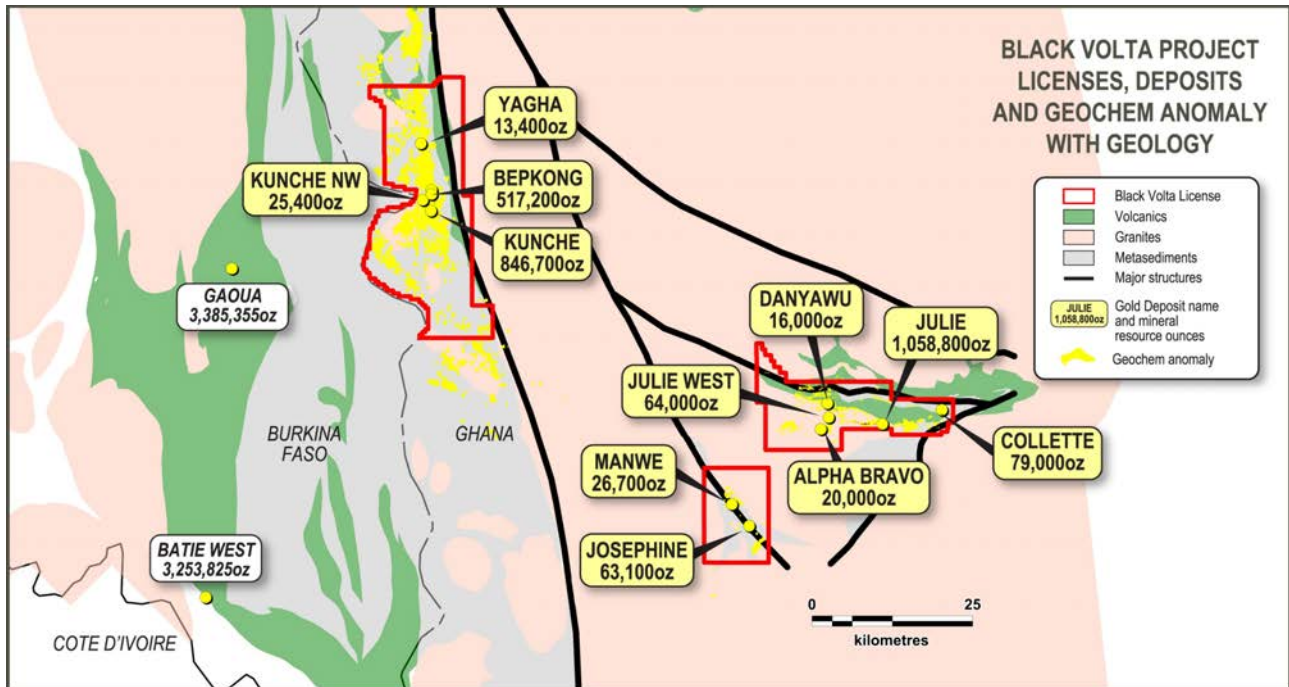 BLACK VOLTA PROJECT
LICENSES, DEPOSITS
AND GEOCHEM ANOMALY
WITH GEOLOGY
Black Volta License
Volcanics
Granites
Metasediments
Major structures
JULIE
1,058,800oz
Gold Deposit name
and mineral
resource ounces
Geochem anomaly
YAGHA
13,400oz
KUNCHE NW
25,400oz
BEPKONG
517,200oz
KUNCHE
846,700oz
GAOUA
3,385,355oz
DANYAWU
16,000oz
JULIE
1,058,800oz
JULIE WEST
64,000oz
BURKINA
FASO
GHANA
COLLETTE
79,000oz
MANWE
26,700oz
ALPHA BRAVO
20,000oz
JOSEPHINE
63,100oz
BATIE WEST
3,253,825oz
COTE D'IVOIRE
0
25
kilometres